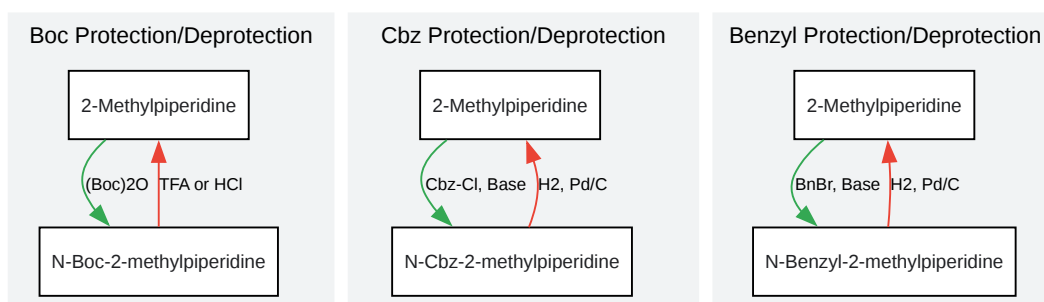 Boc Protection/Deprotection
2-Methylpiperidine
(Boc)2O
TFA or HCl
N-Boc-2-methylpiperidine
Cbz Protection/Deprotection
2-Methylpiperidine
Cbz-Cl, Base
H2, Pd/C
N-Cbz-2-methylpiperidine
Benzyl Protection/Deprotection
2-Methylpiperidine
BnBr, Base
H2, Pd/C
N-Benzyl-2-methylpiperidine